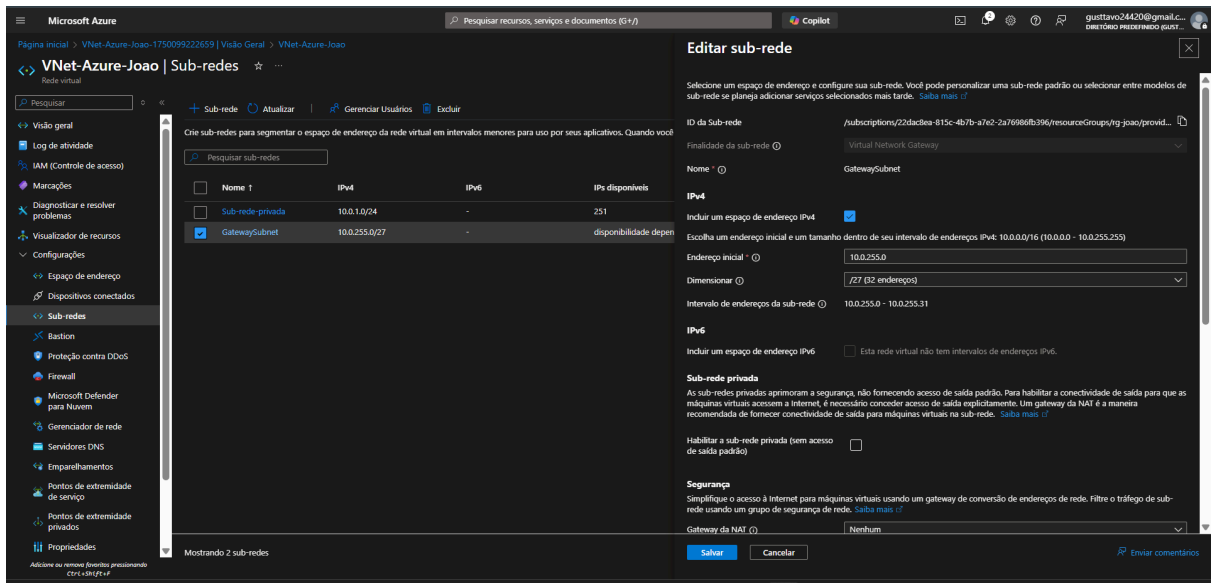 Microsoft Azure
Pesquisar recursos, serviços e documentos (G+/)
Copilot
2
gusttavo24420@gmail.c...
DIRETÓRIO PREDEFINIDO (GUST...
Página inicial > VNet-Azure-Joao-1750099222659 | Visão Geral > VNet-Azure-Joao
VNet-Azure-Joao | Sub-redes
Rede virtual
Pesquisar
Visão geral
Log de atividade
IAM (Controle de acesso)
Marcações
Diagnosticar e resolver
problemas
Visualizador de recursos
Configurações
Espaço de endereço
Dispositivos conectados
Sub-redes
Bastion
Proteção contra DDoS
Firewall
Microsoft Defender
para Nuvem
Gerenciador de rede
Servidores DNS
Emparelhamentos
Pontos de extremidade
de serviço
Pontos de extremidade
privados
Propriedades
Adicione ou remova favoritos pressionando
Ctrl+Shift+F
Sub-rede Atualizar Gerenciar Usuários Excluir
Crie sub-redes para segmentar o espaço de endereço da rede virtual em intervalos menores para uso por seus aplicativos. Quando você
Pesquisar sub-redes
Nome ↑ IPv4 IPv6 IPs disponíveis
Sub-rede-privada 10.0.1.0/24 - 251
GatewaySubnet 10.0.255.0/27 - disponibilidade depen
Mostrando 2 sub-redes
Editar sub-rede
Selecione um espaço de endereço e configure sua sub-rede. Você pode personalizar uma sub-rede padrão ou selecionar entre modelos de
sub-rede se planeja adicionar serviços selecionados mais tarde. Saiba mais
ID da Sub-rede /subscriptions/22dac8ea-815c-4b7b-a7e2-2a76986fb396/resourceGroups/rg-joao/provid...
Finalidade da sub-rede Virtual Network Gateway
Nome * GatewaySubnet
IPv4
Incluir um espaço de endereço IPv4
Escolha um endereço inicial e um tamanho dentro de seu intervalo de endereços IPv4: 10.0.0.0/16 (10.0.0.0 - 10.0.255.255)
Endereço inicial * 10.0.255.0
Dimensionar /27 (32 endereços)
Intervalo de endereços da sub-rede 10.0.255.0 - 10.0.255.31
IPv6
Incluir um espaço de endereço IPv6 Esta rede virtual não tem intervalos de endereços IPv6.
Sub-rede privada
As sub-redes privadas aprimoram a segurança, não fornecendo acesso de saída padrão. Para habilitar a conectividade de saída para que as
máquinas virtuais acessem a Internet, é necessário conceder acesso de saída explicitamente. Um gateway da NAT é a maneira
recomendada de fornecer conectividade de saída para máquinas virtuais na sub-rede. Saiba mais
Habilitar a sub-rede privada (sem acesso
de saída padrão)
Segurança
Simplifique o acesso à Internet para máquinas virtuais usando um gateway de conversão de endereços de rede. Filtre o tráfego de sub-
rede usando um grupo de segurança de rede. Saiba mais
Gateway da NAT Nenhum
Salvar Cancelar Enviar comentários